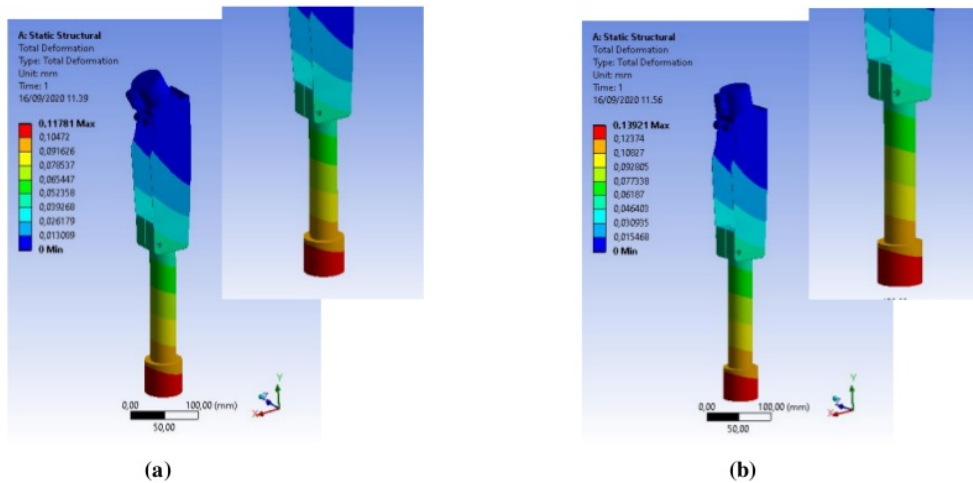 A: Static Structural
Total Deformation
Type: Total Deformation
Unit: mm
Time: 1
16/09/2020 11.39
0,11781 Max
0,10472
0,091626
0,078537
0,065447
0,052358
0,039268
0,026179
0,013089
0 Min
0,00
100,00 (mm)
50,00
Y
X
(a)
A: Static Structural
Total Deformation
Type: Total Deformation
Unit: mm
Time: 1
16/09/2020 11.56
0,13921 Max
0,12374
0,10827
0,092805
0,077338
0,06187
0,046403
0,030935
0,015468
0 Min
0,00
100,00 (mm)
50,00
Y
X
(b)